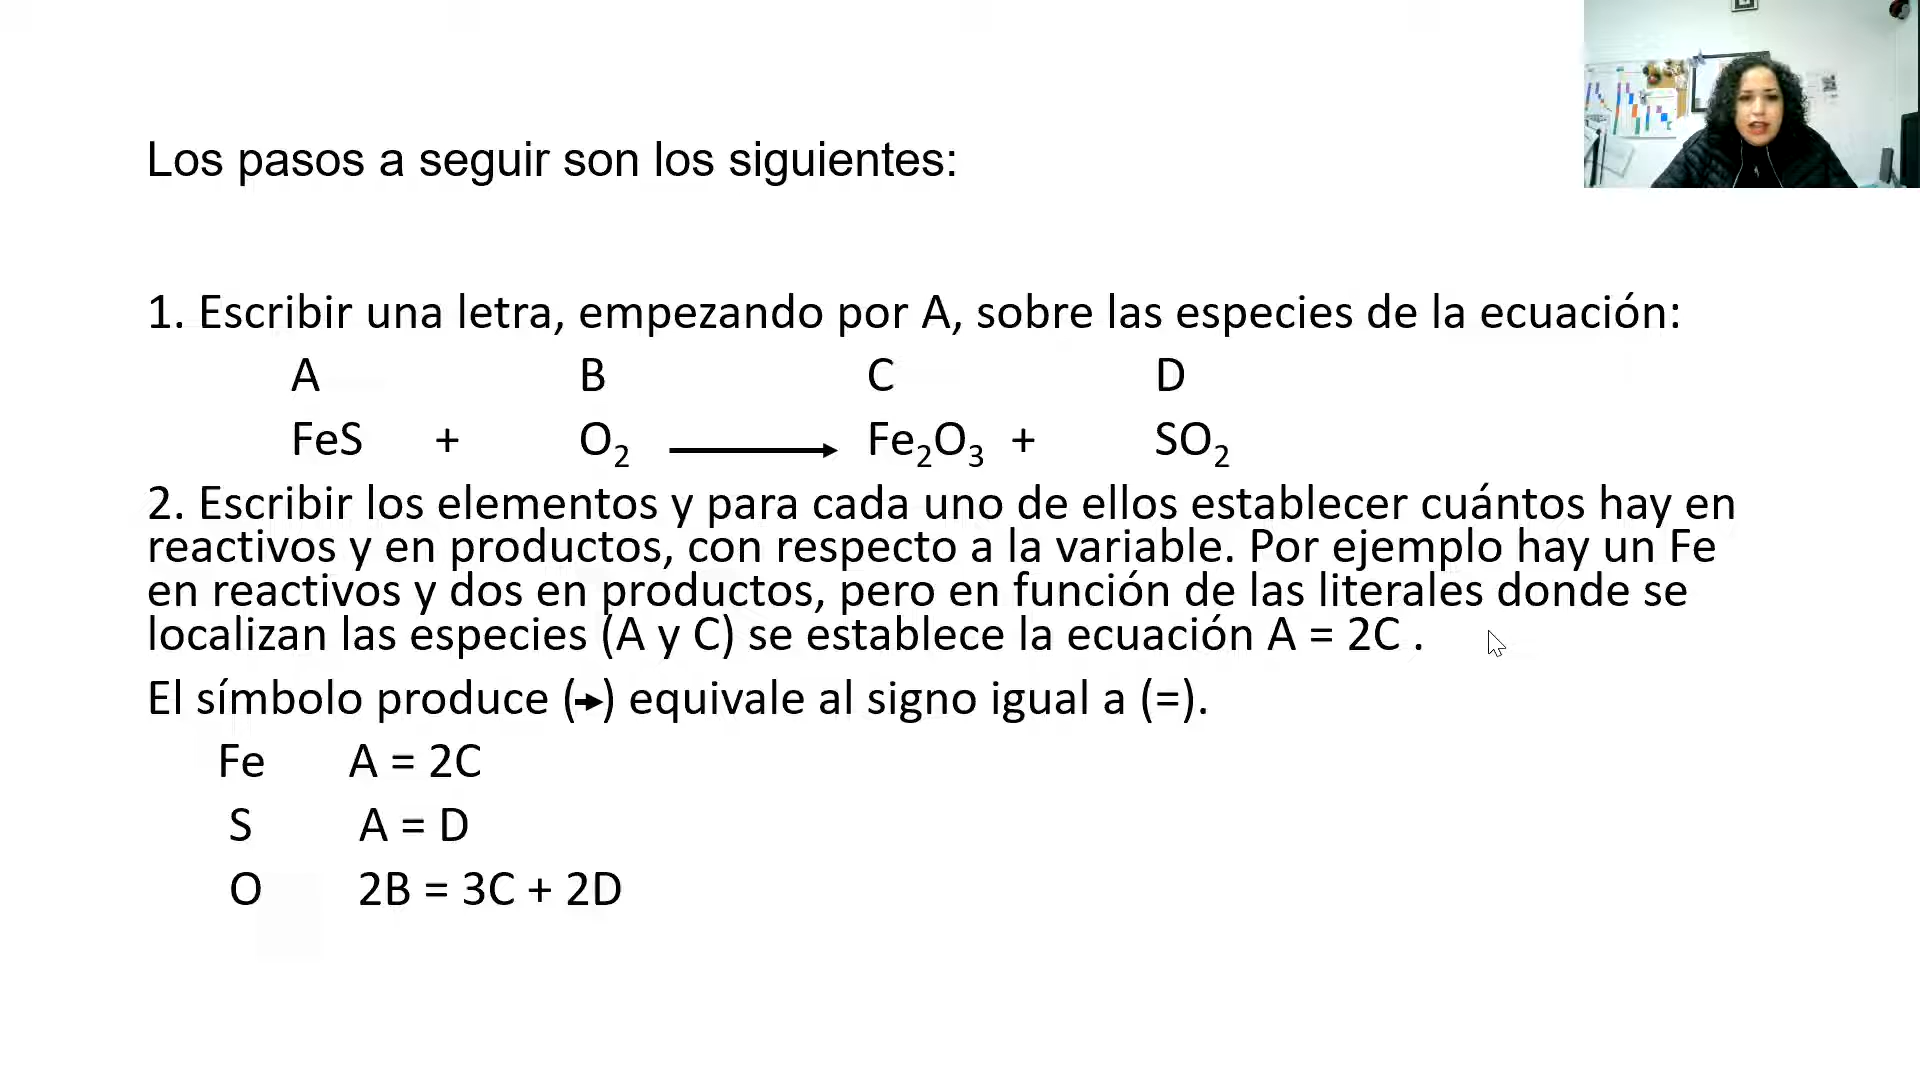 Los pasos a seguir son los siguientes:
1. Escribir una letra, empezando por A, sobre las especies de la ecuación:
A B C D
FeS + O₂ ⟶ Fe₂O₃ + SO₂
2. Escribir los elementos y para cada uno de ellos establecer cuántos hay en
reactivos y en productos, con respecto a la variable. Por ejemplo hay un Fe
en reactivos y dos en productos, pero en función de las literales donde se
localizan las especies (A y C) se establece la ecuación A = 2C .
El símbolo produce (→) equivale al signo igual a (=).
Fe A = 2C
S A = D
O 2B = 3C + 2D